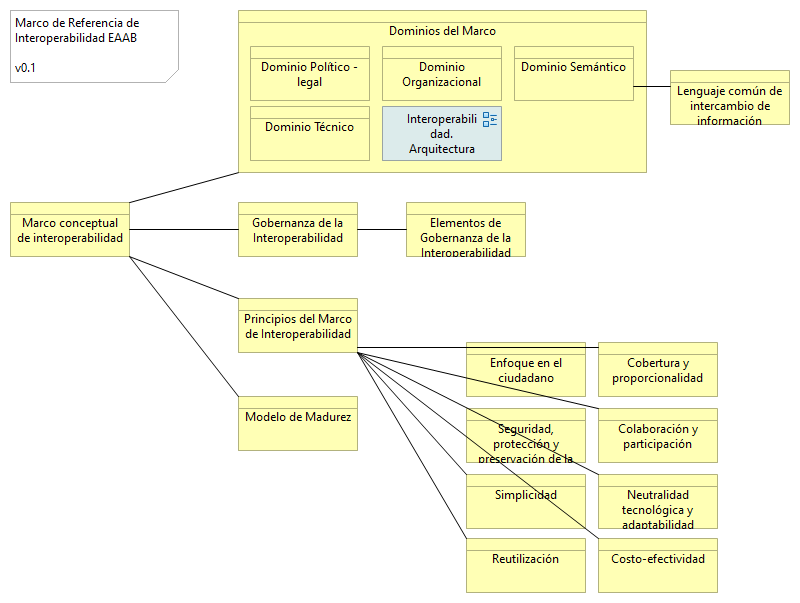 Marco de Referencia de
Interoperabilidad EAAB
v0.1
Dominios del Marco
Dominio Político -
legal
Dominio
Organizacional
Dominio Semántico
Dominio Técnico
Interoperabili
dad.
Arquitectura
Lenguaje común de
intercambio de
información
Marco conceptual
de interoperabilidad
Gobernanza de la
Interoperabilidad
Elementos de
Gobernanza de la
Interoperabilidad
Principios del Marco
de Interoperabilidad
Modelo de Madurez
Enfoque en el
ciudadano
Cobertura y
proporcionalidad
Seguridad,
protección y
preservación de la
Colaboración y
participación
Simplicidad
Neutralidad
tecnológica y
adaptabilidad
Reutilización
Costo-efectividad